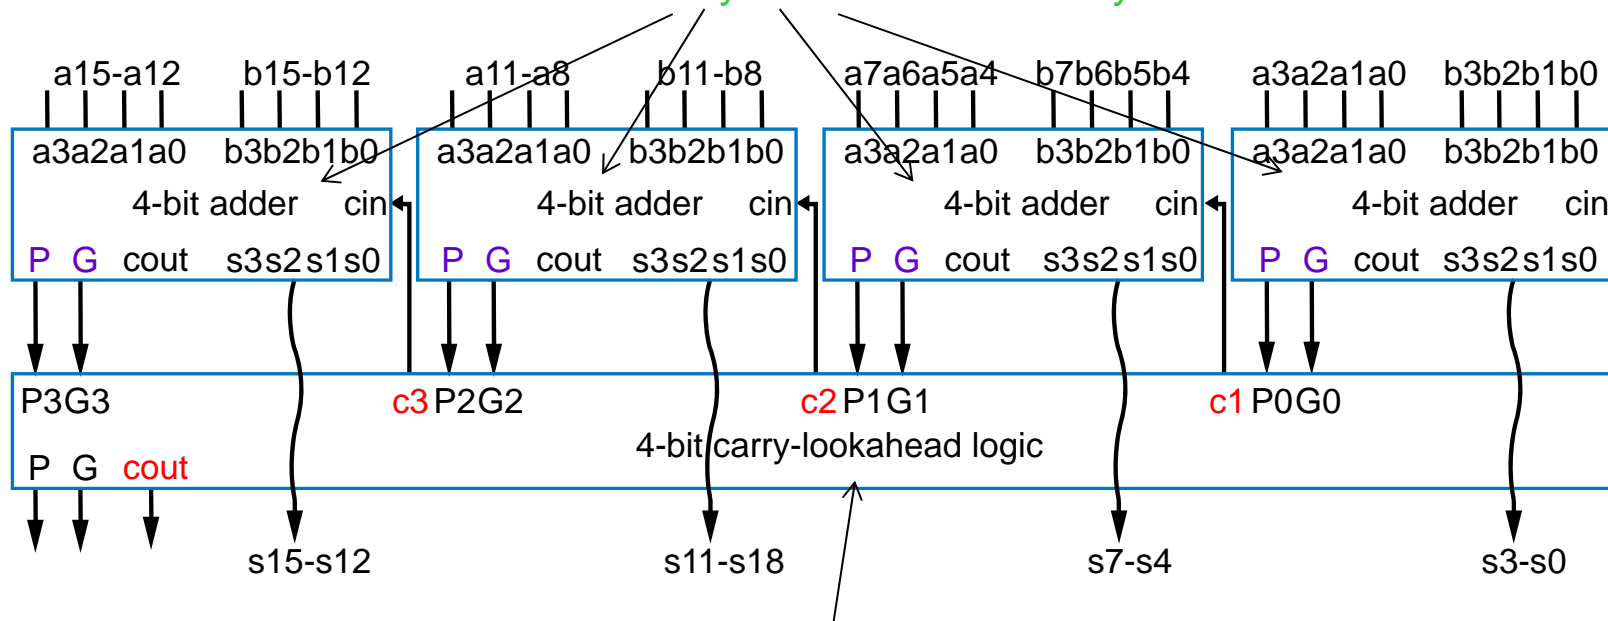 a15-a12 b15-b12 a11-a8 b11-b8 a7a6a5a4 b7b6b5b4 a3a2a1a0 b3b2b1b0
a3a2a1a0 b3b2b1b0 a3a2a1a0 b3b2b1b0 a3a2a1a0 b3b2b1b0 a3a2a1a0 b3b2b1b0
4-bit adder cin 4-bit adder cin 4-bit adder cin 4-bit adder cin
P G cout s3s2s1s0 P G cout s3s2s1s0 P G cout s3s2s1s0 P G cout s3s2s1s0
P3G3 c3 P2G2 c2 P1G1 c1 P0G0
4-bit carry-lookahead logic
P G cout
s15-s12 s11-s18 s7-s4 s3-s0